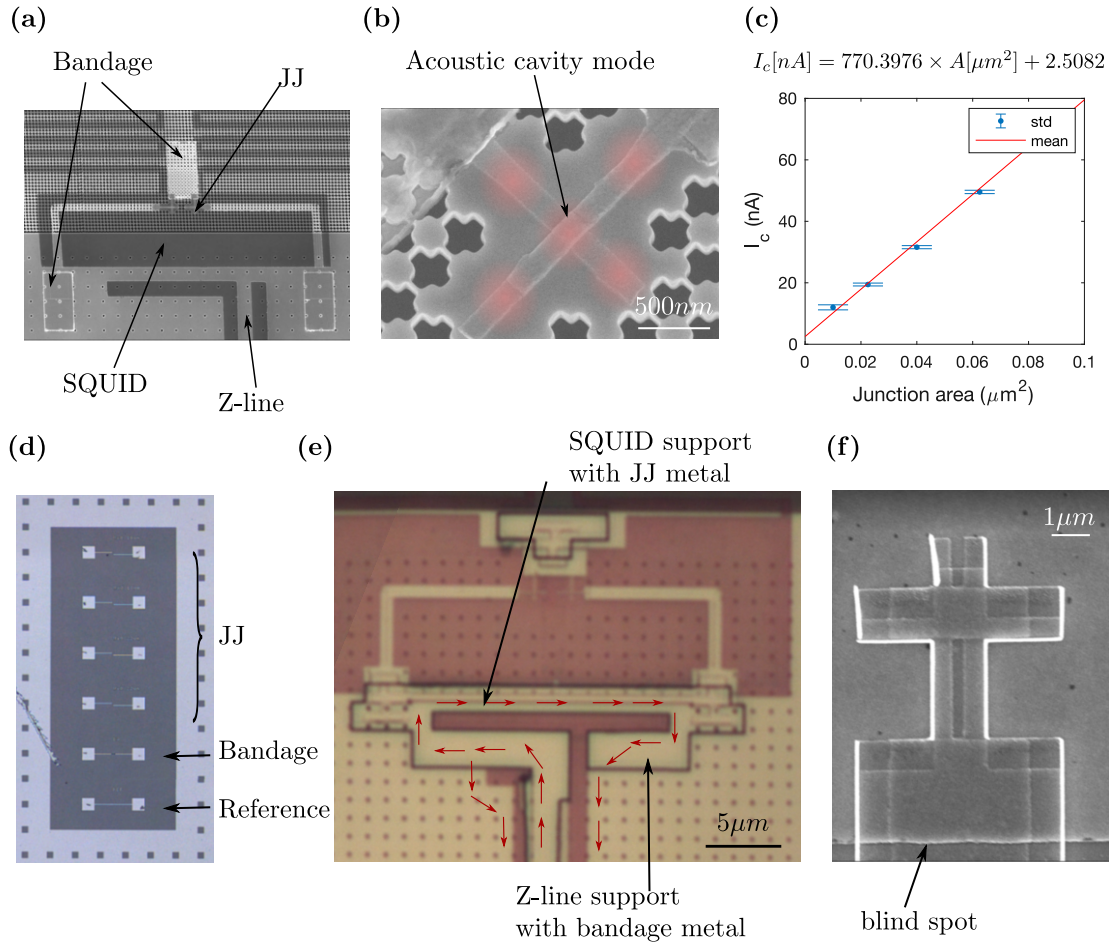 (a)
Bandage
JJ
SQUID
Z-line
(b)
Acoustic cavity mode
500nm
(c)
I_c[nA] = 770.3976 × A[μm²] + 2.5082
80
60
40
20
0
I_c (nA)
std
mean
0
0.02
0.04
0.06
0.08
0.1
Junction area (μm²)
(d)
JJ
Bandage
Reference
(e)
SQUID support
with JJ metal
5μm
Z-line support
with bandage metal
(f)
1μm
blind spot